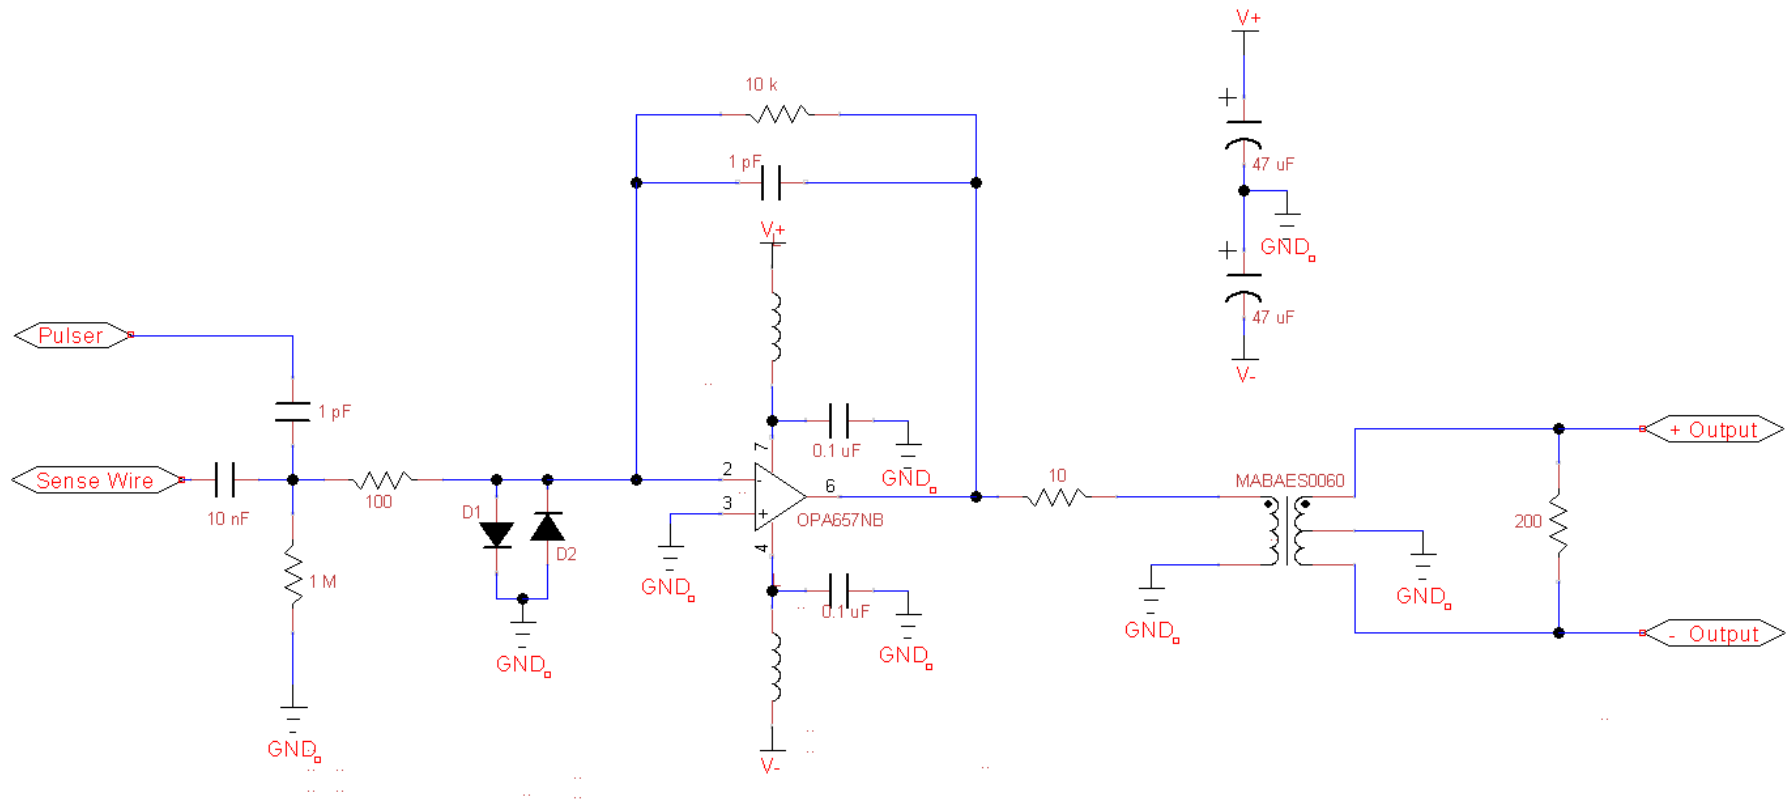 V+
10 k
1 pF
47 uF
V+
GND
47 uF
Pulser
V-
1 pF
7
0.1 uF
+ Output
Sense Wire
2
GND
6
10
MABAES0060
100
-
10 nF
D1
3
+
OPA657NB
200
D2
4
1 M
GND
GND
GND
0.1 uF
GND
- Output
GND
GND
GND
V-